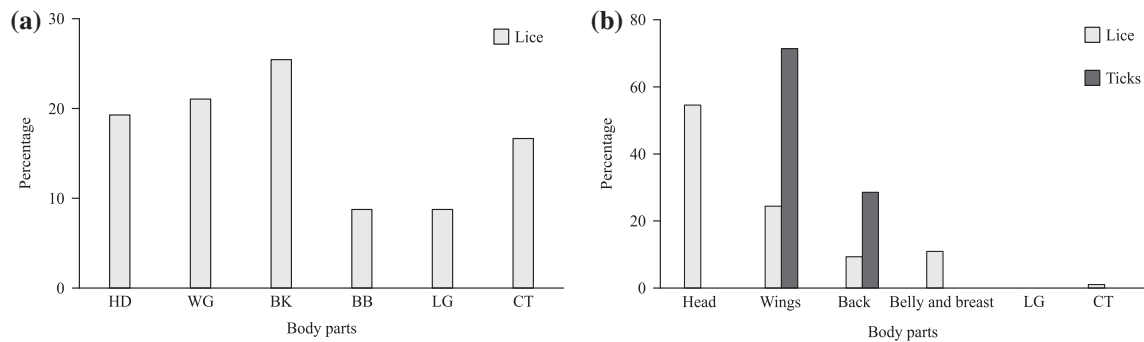 (a)
30
20
10
0
Percentage
Lice
HD WG BK BB LG CT
Body parts
(b)
80
60
40
20
0
Percentage
Lice
Ticks
Head Wings Back Belly and breast LG CT
Body parts